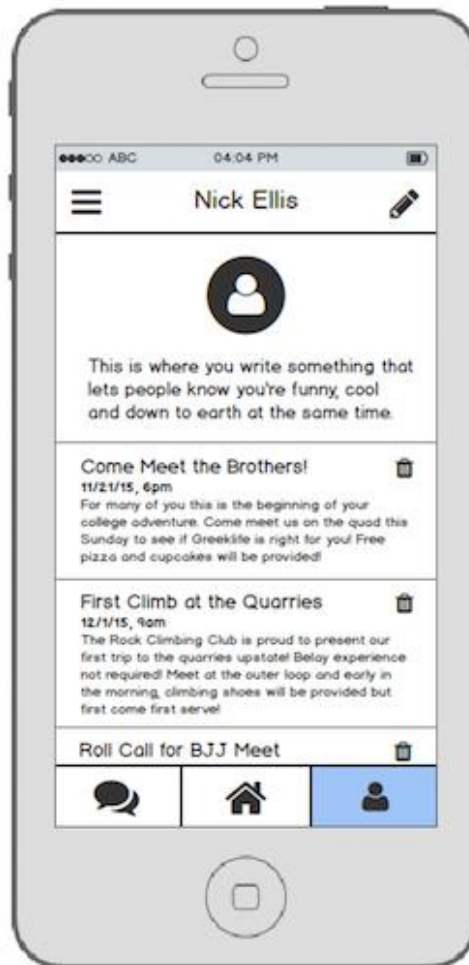 ABC 04:04 PM
Nick Ellis
This is where you write something that
lets people know you're funny, cool
and down to earth at the same time.
Come Meet the Brothers!
11/21/15, 6pm
For many of you this is the beginning of your
college adventure. Come meet us on the quad this
Sunday to see if Greeklife is right for you! Free
pizza and cupcakes will be provided!
First Climb at the Quarries
12/1/15, 9am
The Rock Climbing Club is proud to present our
first trip to the quarries upstate! Belay experience
not required! Meet at the outer loop and early in
the morning, climbing shoes will be provided but
first come first serve!
Roll Call for BJJ Meet